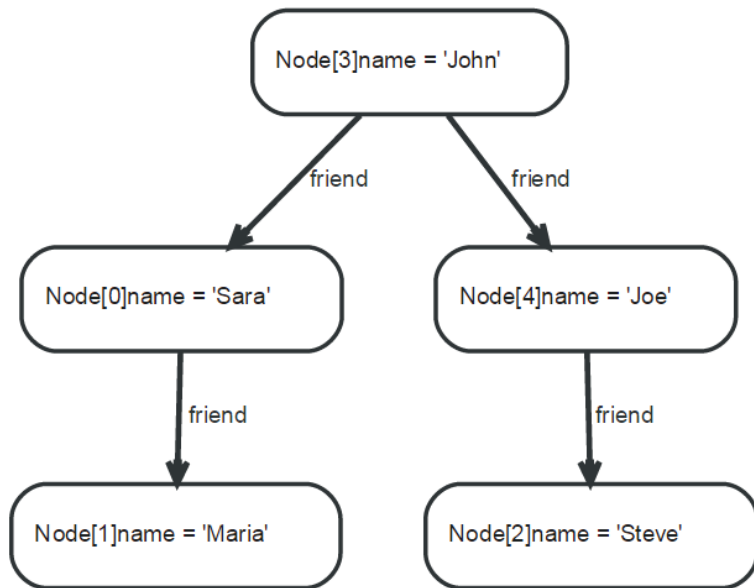 Node[3]name = 'John'
friend
friend
Node[0]name = 'Sara'
Node[4]name = 'Joe'
friend
friend
Node[1]name = 'Maria'
Node[2]name = 'Steve'